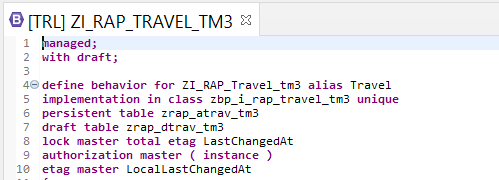 [TRL] ZI_RAP_TRAVEL_TM3
1 managed;
2 with draft;
3
4 define behavior for ZI_RAP_Travel_tm3 alias Travel
5 implementation in class zbp_i_rap_travel_tm3 unique
6 persistent table zrap_atrav_tm3
7 draft table zrap_dtrav_tm3
8 lock master total etag LastChangedAt
9 authorization master ( instance )
10 etag master LocalLastChangedAt